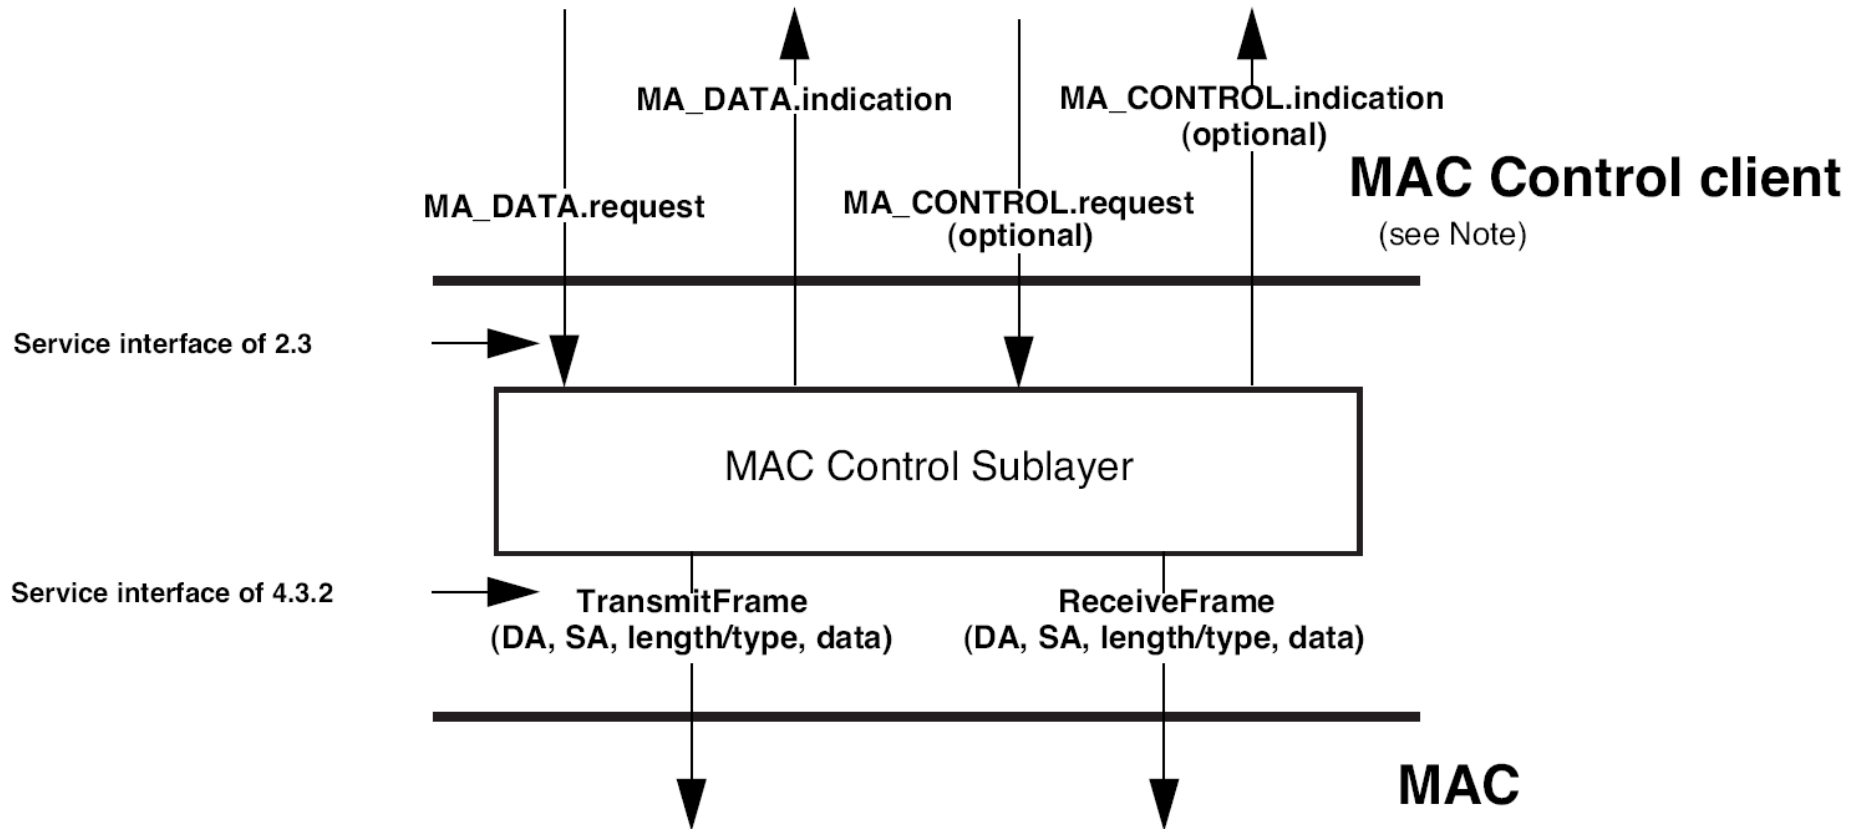 MA_DATA.indication
MA_CONTROL.indication
(optional)
MAC Control client
(see Note)
MA_DATA.request
MA_CONTROL.request
(optional)
Service interface of 2.3
MAC Control Sublayer
Service interface of 4.3.2
TransmitFrame
(DA, SA, length/type, data)
ReceiveFrame
(DA, SA, length/type, data)
MAC